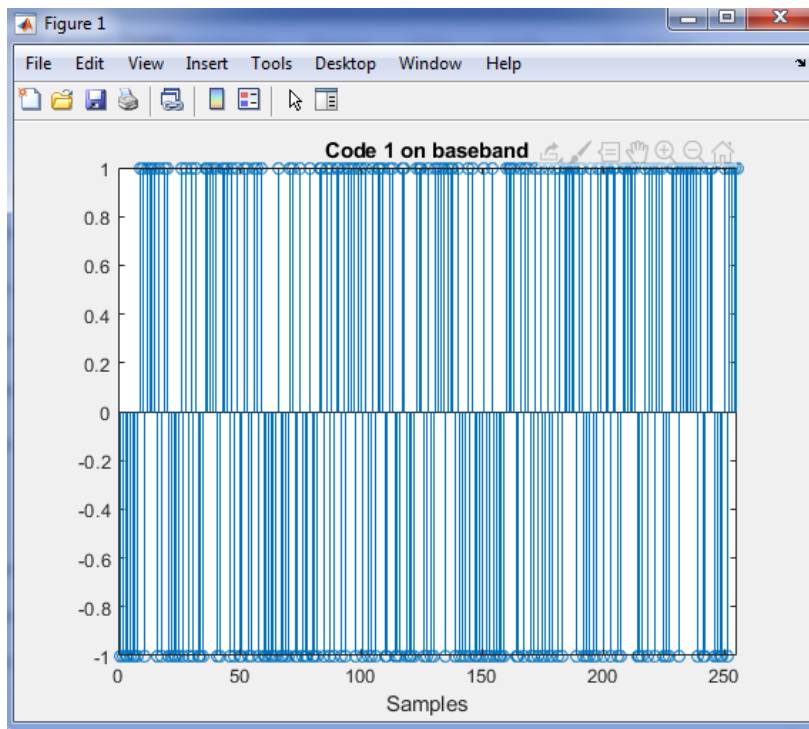 Figure 1
File Edit View Insert Tools Desktop Window Help
Code 1 on baseband
1
0.8
0.6
0.4
0.2
0
-0.2
-0.4
-0.6
-0.8
-1
0 50 100 150 200 250
Samples